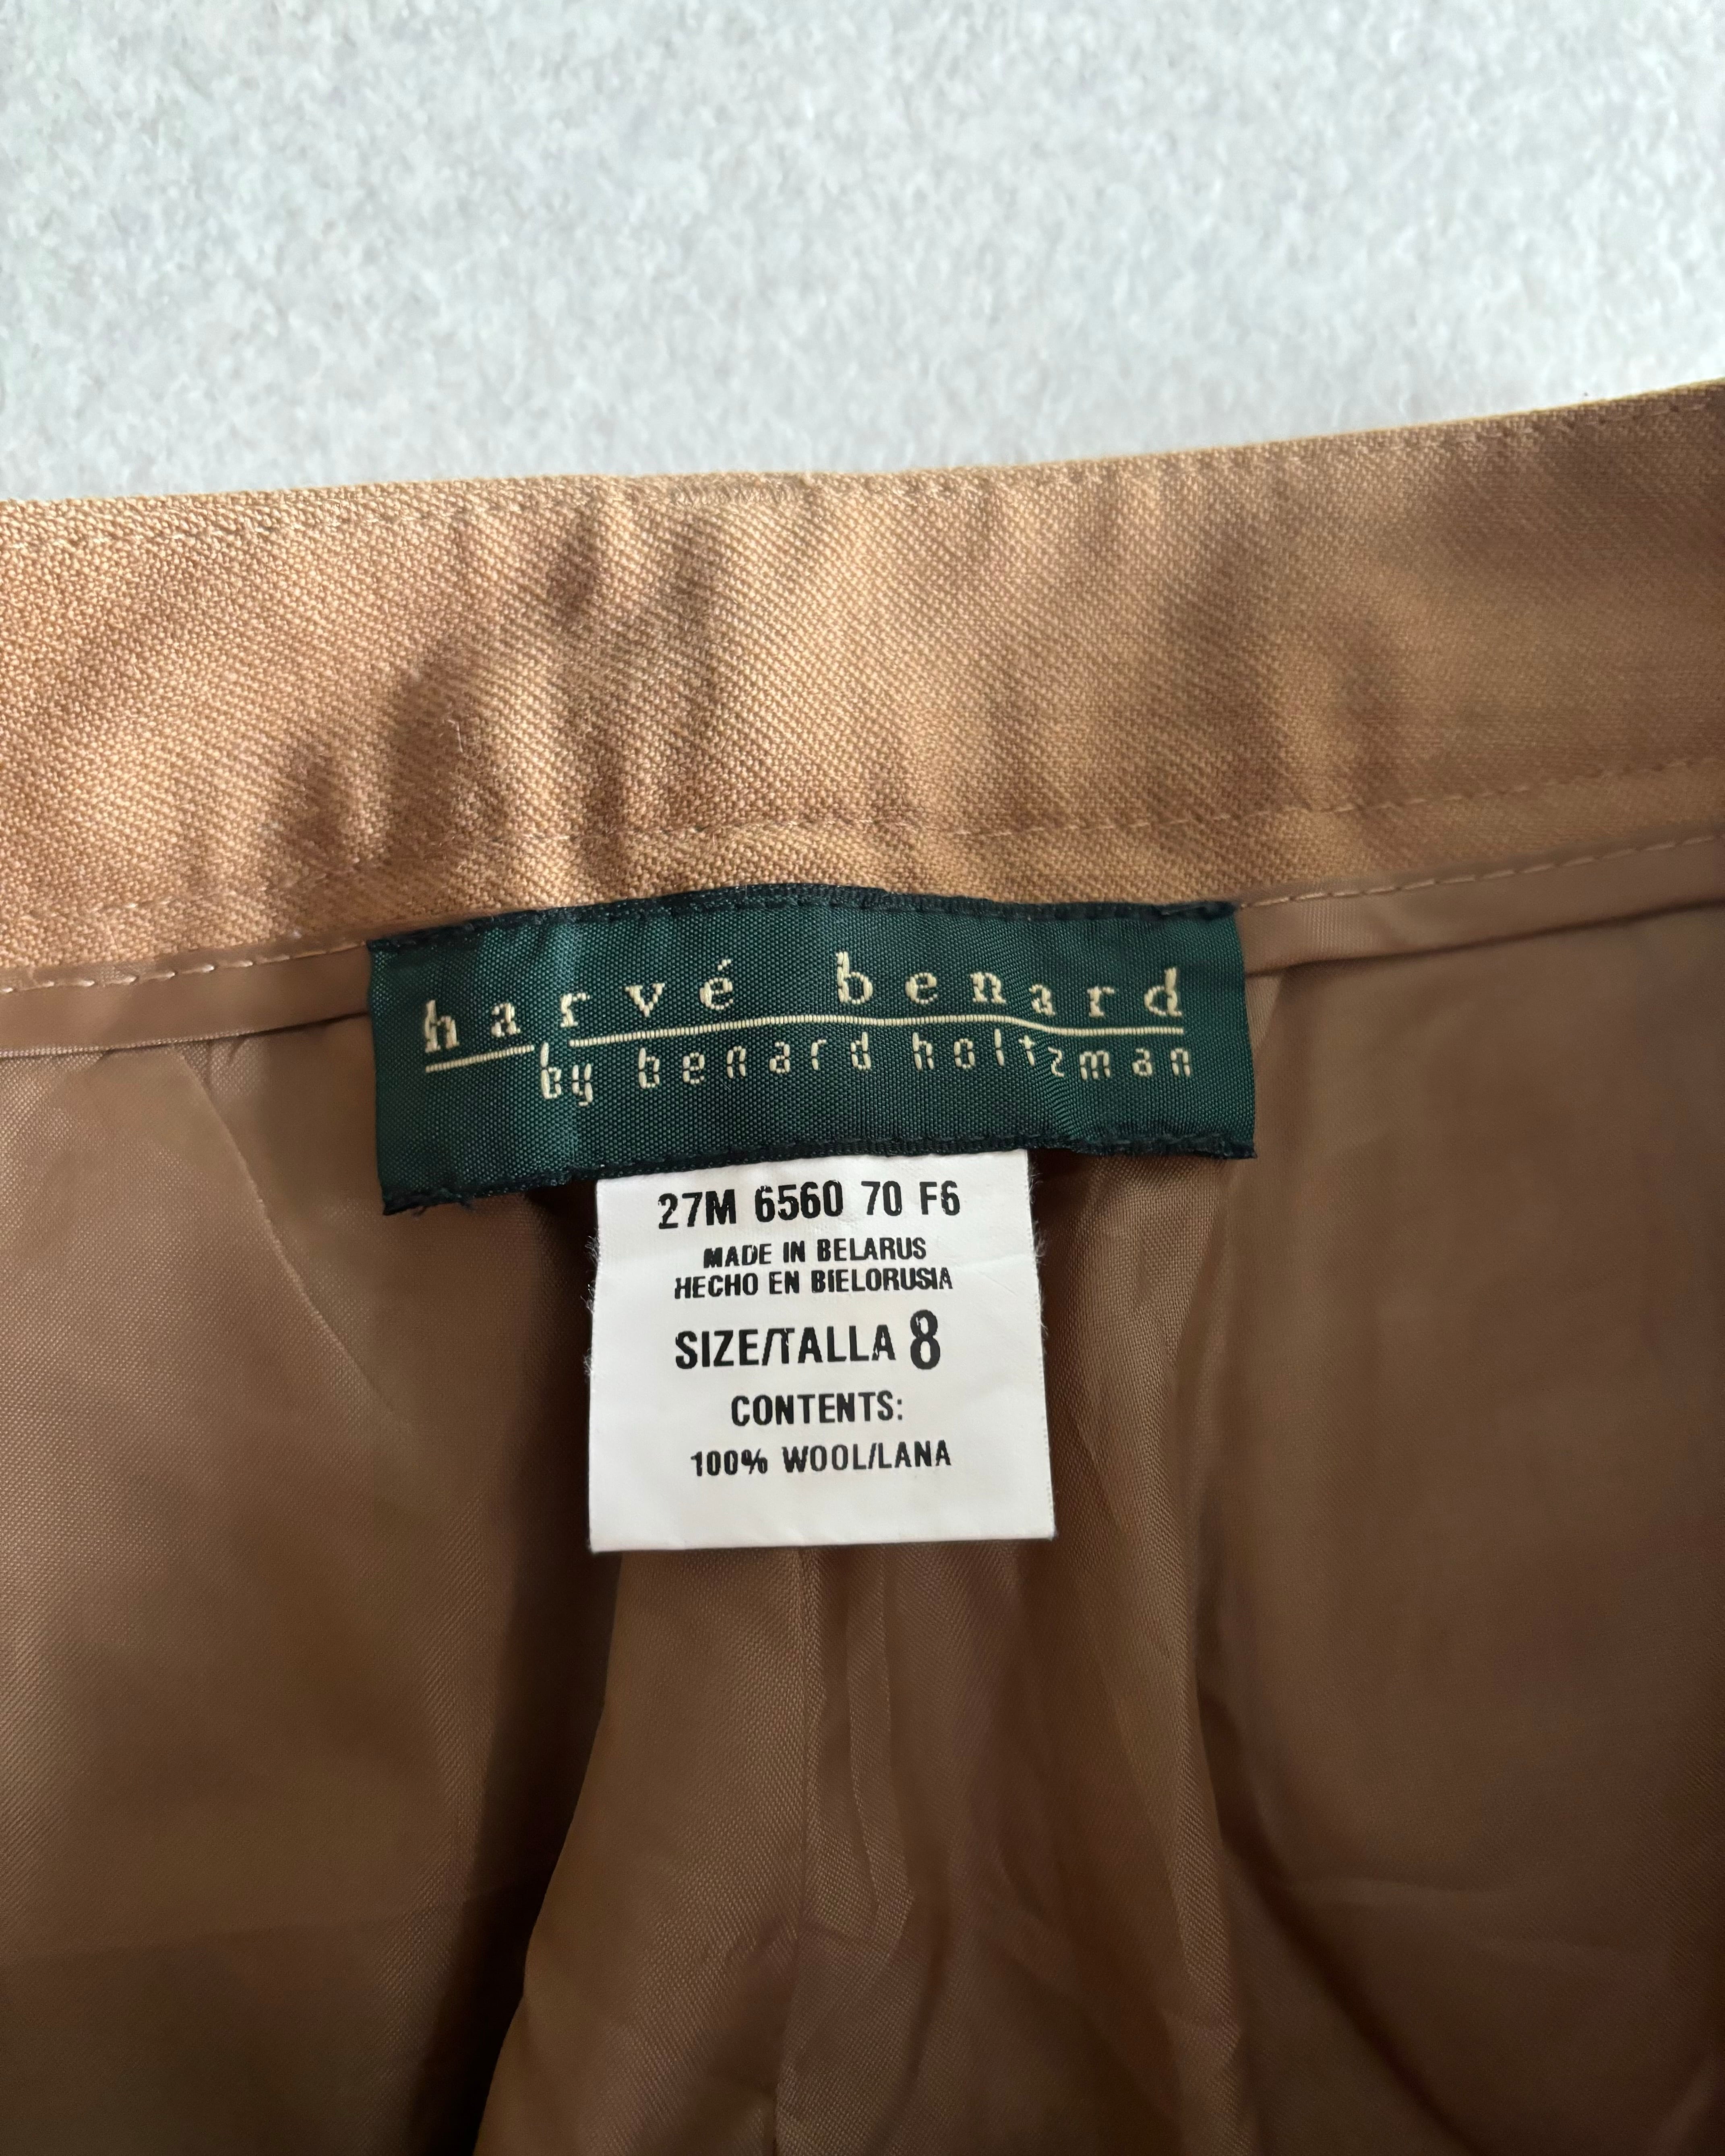 harvé benard
by benard holtzman
27M 6560 70 F6
MADE IN BELARUS
HECHO EN BIELORUSIA
SIZE/TALLA 8
CONTENTS:
100% WOOL/LANA